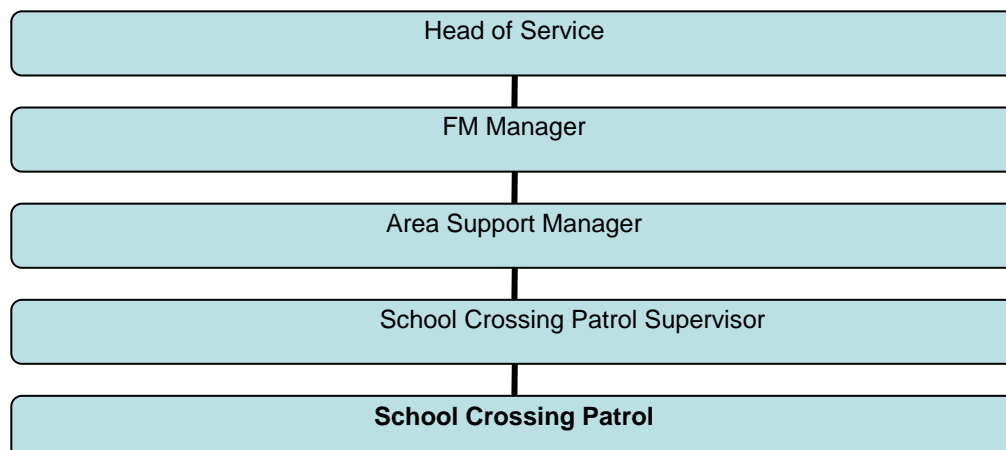 Head of Service
FM Manager
Area Support Manager
School Crossing Patrol Supervisor
School Crossing Patrol